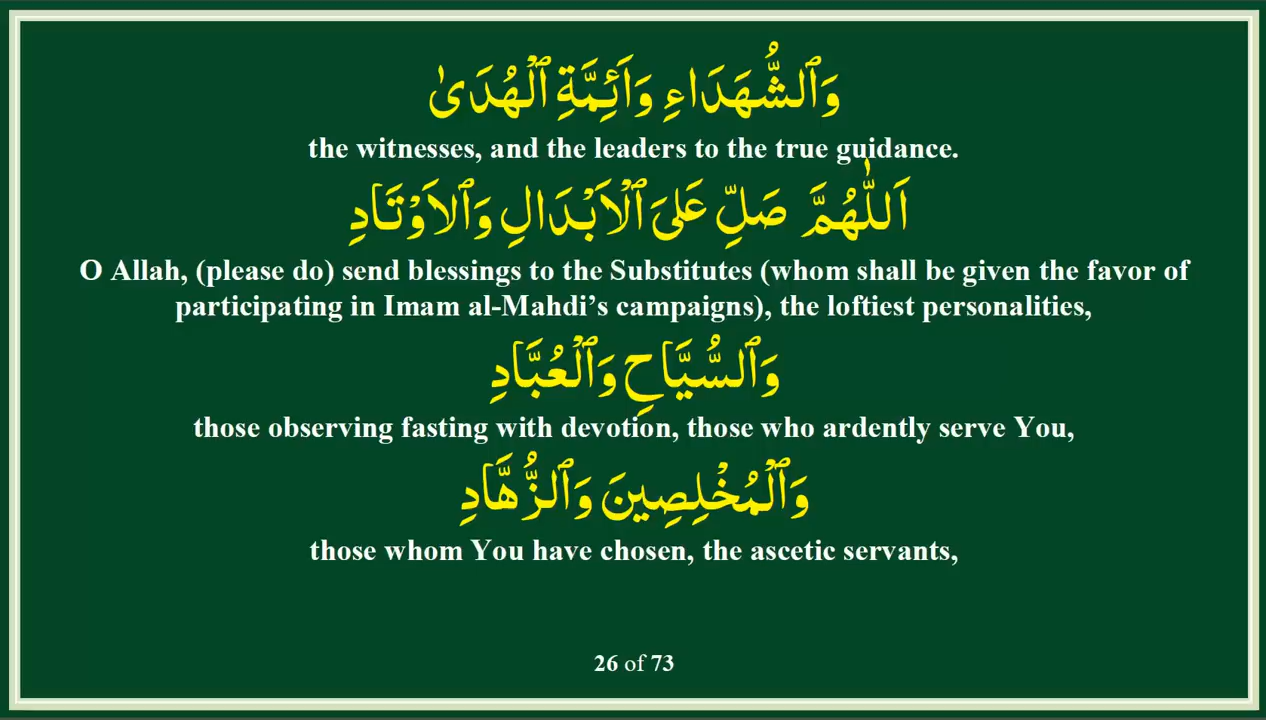 وَٱلشُّهَدَاءِ وَأَئِمَّةِ ٱلْهُدَىٰ
the witnesses, and the leaders to the true guidance.
اَللّٰهُمَّ صَلِّ عَلَىَ ٱلْاَبْدَالِ وَٱلاَوْتَادِ
O Allah, (please do) send blessings to the Substitutes (whom shall be given the favor of
participating in Imam al-Mahdi’s campaigns), the loftiest personalities,
وَٱلسُّيَّاحِ وَٱلْعُبَّادِ
those observing fasting with devotion, those who ardently serve You,
وَٱلْمُخْلِصِينَ وَٱلزُّهَّادِ
those whom You have chosen, the ascetic servants,
26 of 73